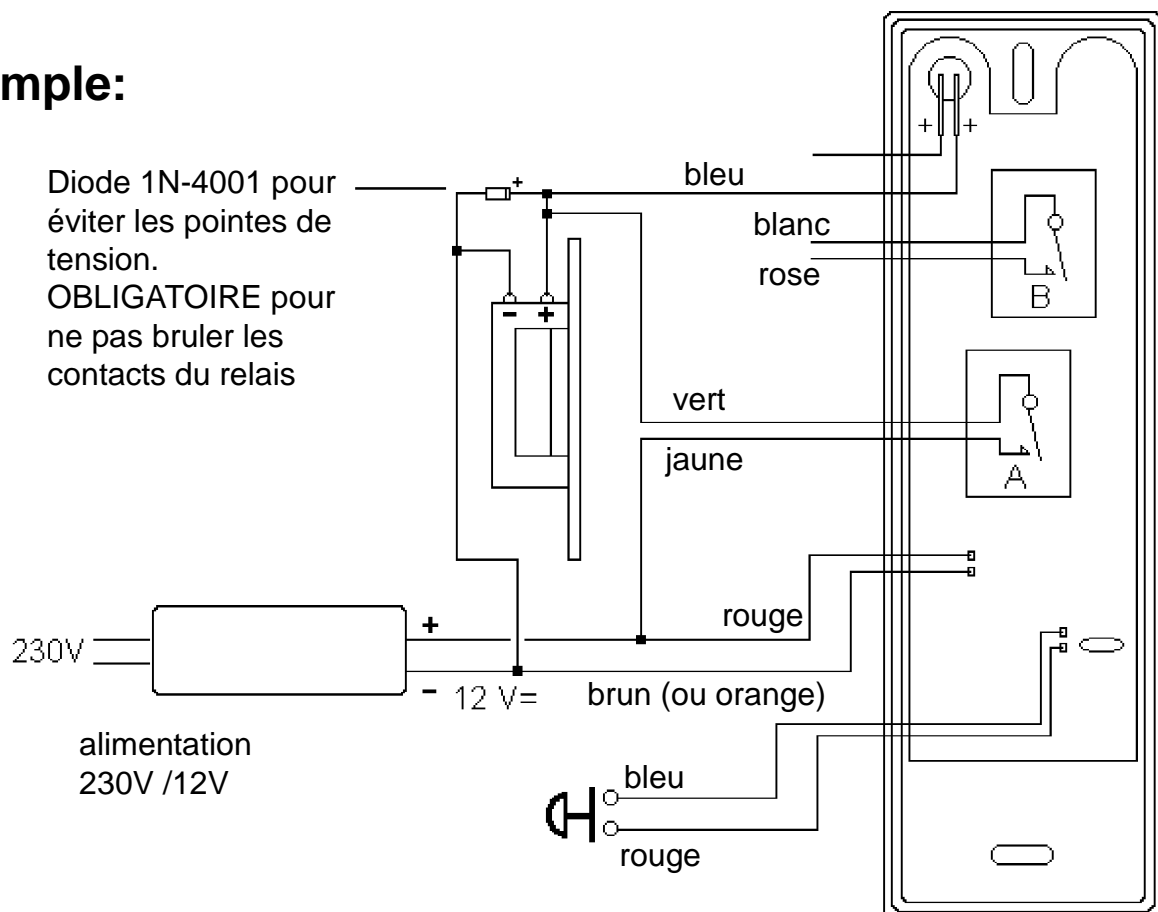 mple:
Diode 1N-4001 pour
éviter les pointes de
tension.
OBLIGATOIRE pour
ne pas bruler les
contacts du relais
+
bleu
+ +
blanc
rose
B
- +
vert
jaune
A
rouge
+
230V
- 12 V=
brun (ou orange)
alimentation
230V /12V
bleu
rouge